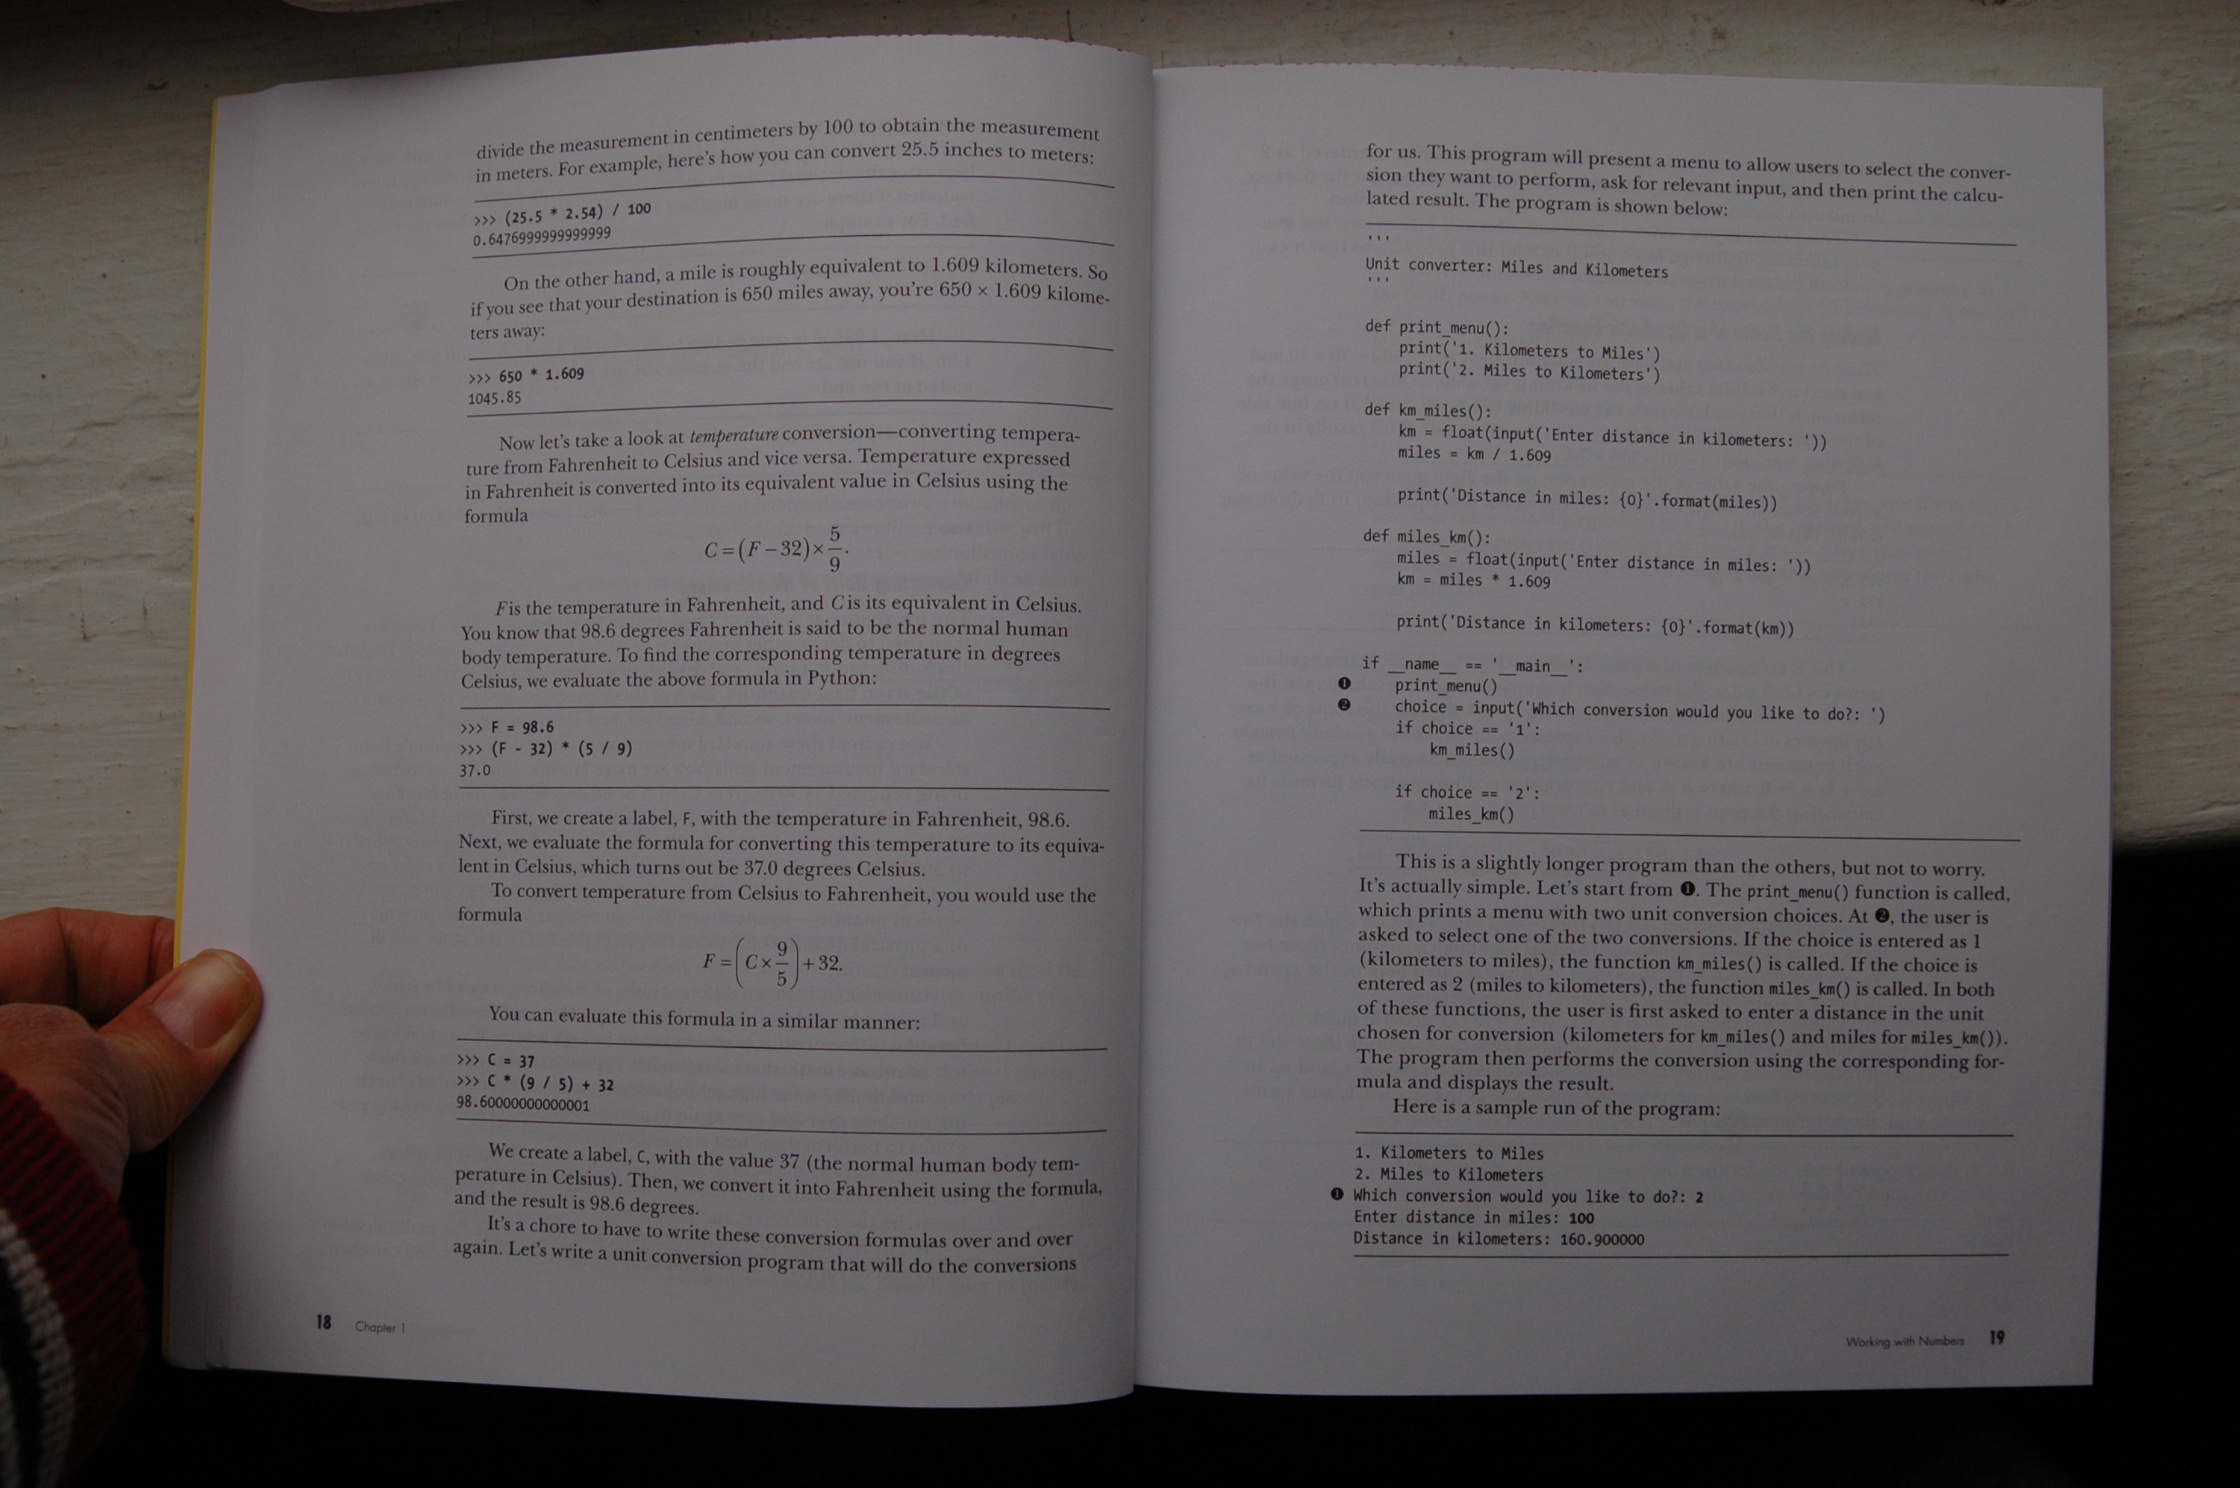 divide the measurement in centimeters by 100 to obtain the measurement
in meters. For example, here's how you can convert 25.5 inches to meters:
>>> (25.5 * 2.54) / 100
0.6476999999999999
On the other hand, a mile is roughly equivalent to 1.609 kilometers. So
if you see that your destination is 650 miles away, you're 650 × 1.609 kilome-
ters away:
>>> 650 * 1.609
1045.85
Now let's take a look at temperature conversion—converting tempera-
ture from Fahrenheit to Celsius and vice versa. Temperature expressed
in Fahrenheit is converted into its equivalent value in Celsius using the
formula
C = (F − 32) × 5/9.
F is the temperature in Fahrenheit, and C is its equivalent in Celsius.
You know that 98.6 degrees Fahrenheit is said to be the normal human
body temperature. To find the corresponding temperature in degrees
Celsius, we evaluate the above formula in Python:
>>> F = 98.6
>>> (F - 32) * (5 / 9)
37.0
First, we create a label, F, with the temperature in Fahrenheit, 98.6.
Next, we evaluate the formula for converting this temperature to its equiva-
lent in Celsius, which turns out be 37.0 degrees Celsius.
To convert temperature from Celsius to Fahrenheit, you would use the
formula
F = (C × 9/5) + 32.
You can evaluate this formula in a similar manner:
>>> C = 37
>>> C * (9 / 5) + 32
98.60000000000001
We create a label, C, with the value 37 (the normal human body tem-
perature in Celsius). Then, we convert it into Fahrenheit using the formula,
and the result is 98.6 degrees.
It's a chore to have to write these conversion formulas over and over
again. Let's write a unit conversion program that will do the conversions
18 Chapter 1
for us. This program will present a menu to allow users to select the conver-
sion they want to perform, ask for relevant input, and then print the calcu-
lated result. The program is shown below:
'''
Unit converter: Miles and Kilometers
'''
def print_menu():
    print('1. Kilometers to Miles')
    print('2. Miles to Kilometers')
def km_miles():
    km = float(input('Enter distance in kilometers: '))
    miles = km / 1.609
    print('Distance in miles: {0}'.format(miles))
def miles_km():
    miles = float(input('Enter distance in miles: '))
    km = miles * 1.609
    print('Distance in kilometers: {0}'.format(km))
if __name__ == '__main__':
❶    print_menu()
❷    choice = input('Which conversion would you like to do?: ')
    if choice == '1':
        km_miles()
    if choice == '2':
        miles_km()
This is a slightly longer program than the others, but not to worry.
It's actually simple. Let's start from ❶. The print_menu() function is called,
which prints a menu with two unit conversion choices. At ❷, the user is
asked to select one of the two conversions. If the choice is entered as 1
(kilometers to miles), the function km_miles() is called. If the choice is
entered as 2 (miles to kilometers), the function miles_km() is called. In both
of these functions, the user is first asked to enter a distance in the unit
chosen for conversion (kilometers for km_miles() and miles for miles_km()).
The program then performs the conversion using the corresponding for-
mula and displays the result.
Here is a sample run of the program:
1. Kilometers to Miles
2. Miles to Kilometers
❶ Which conversion would you like to do?: 2
Enter distance in miles: 100
Distance in kilometers: 160.900000
Working with Numbers 19